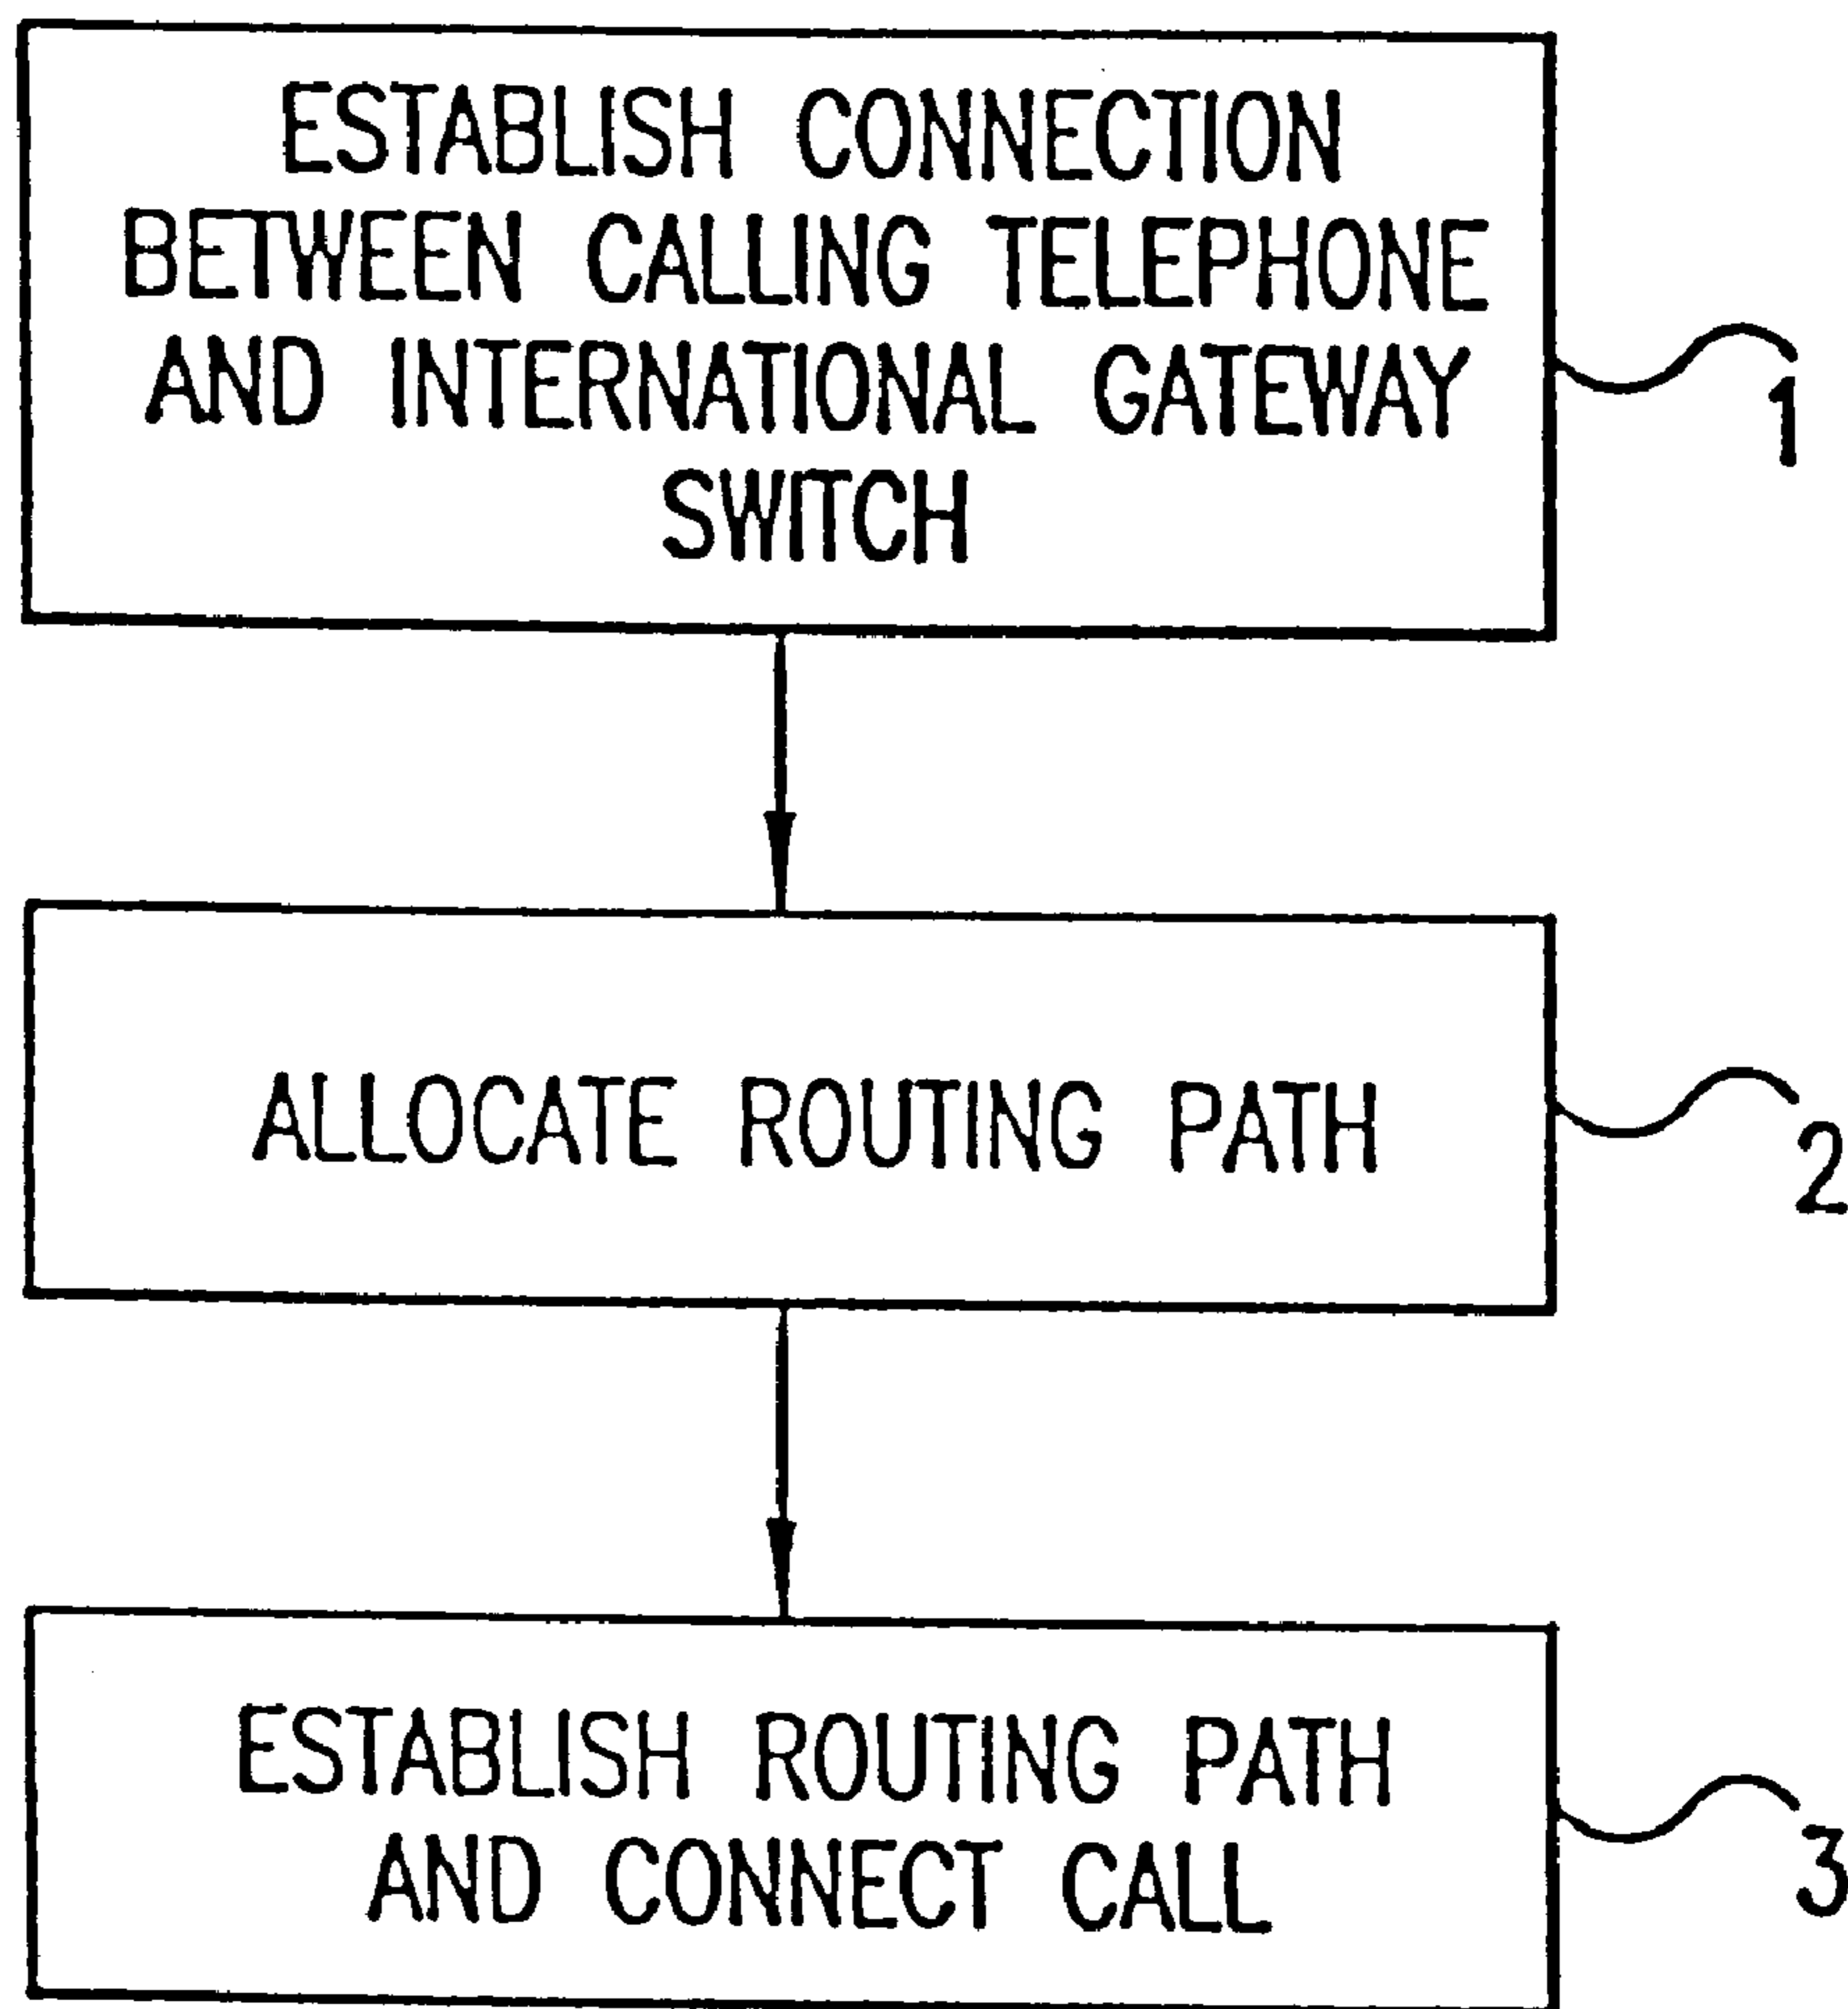 ESTABLISH CONNECTION
BETWEEN CALLING TELEPHONE
AND INTERNATIONAL GATEWAY
SWITCH
1
ALLOCATE ROUTING PATH
2
ESTABLISH ROUTING PATH
AND CONNECT CALL
3